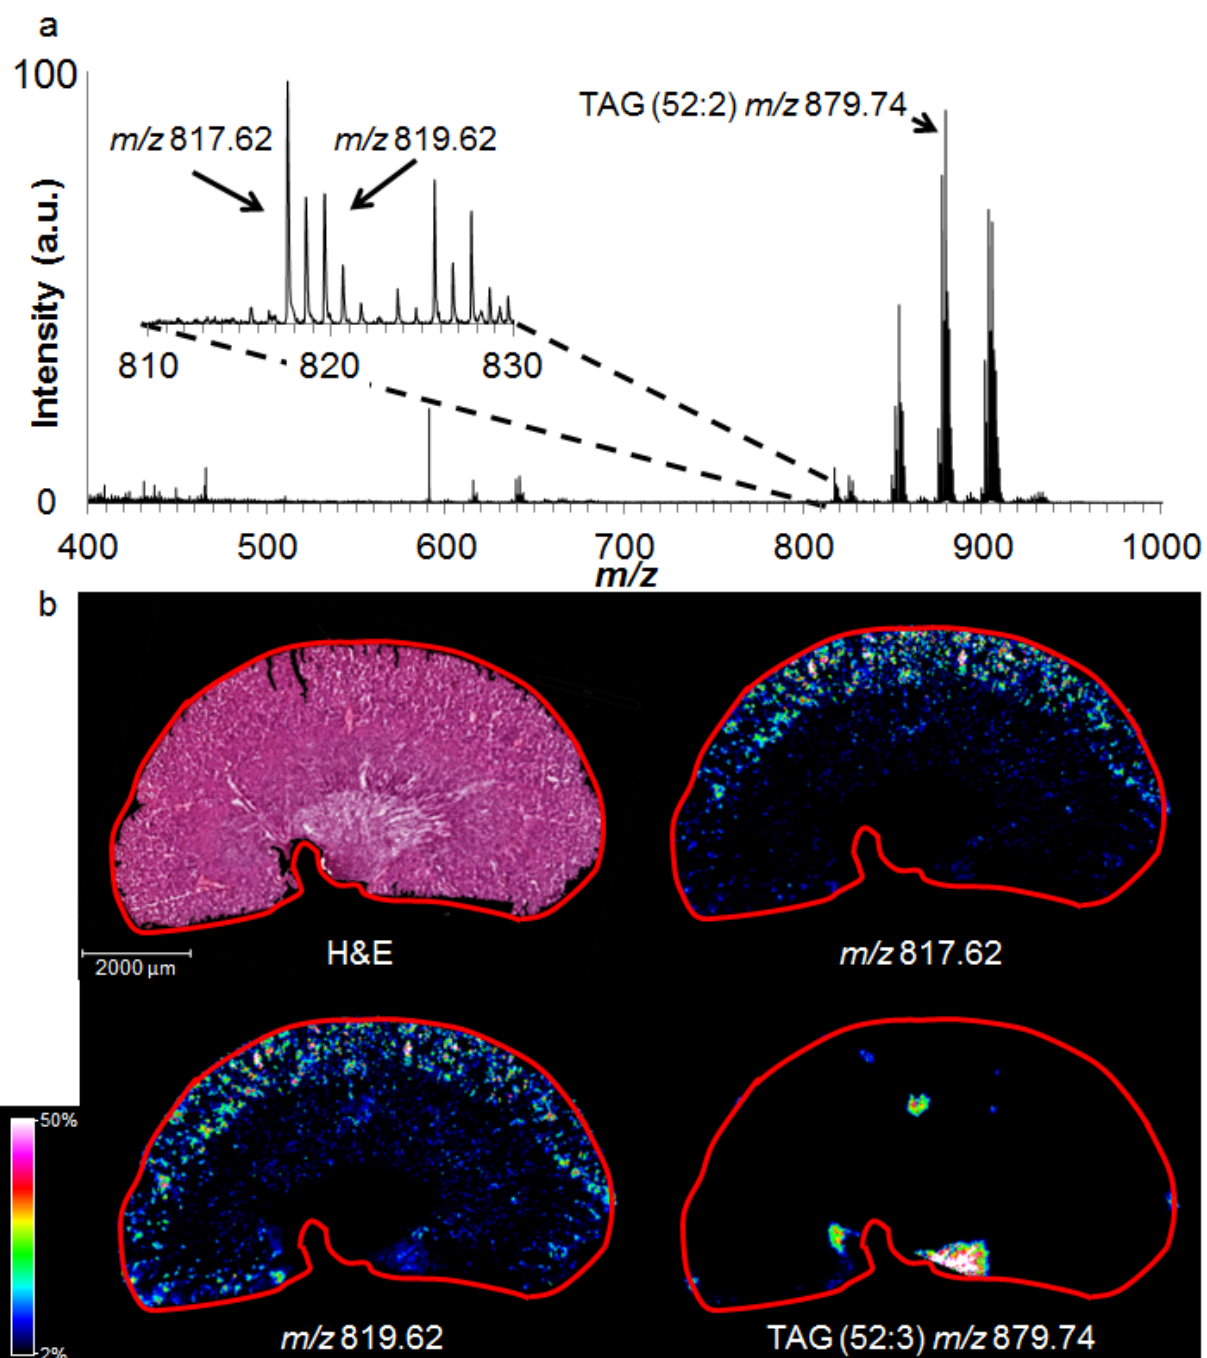 a
100
TAG (52:2) m/z 879.74
m/z 817.62 m/z 819.62
Intensity (a.u.)
810 820 830
0
400 500 600 700 800 900 1000
m/z
b
2000 µm
H&E
m/z 817.62
50%
2%
m/z 819.62
TAG (52:3) m/z 879.74